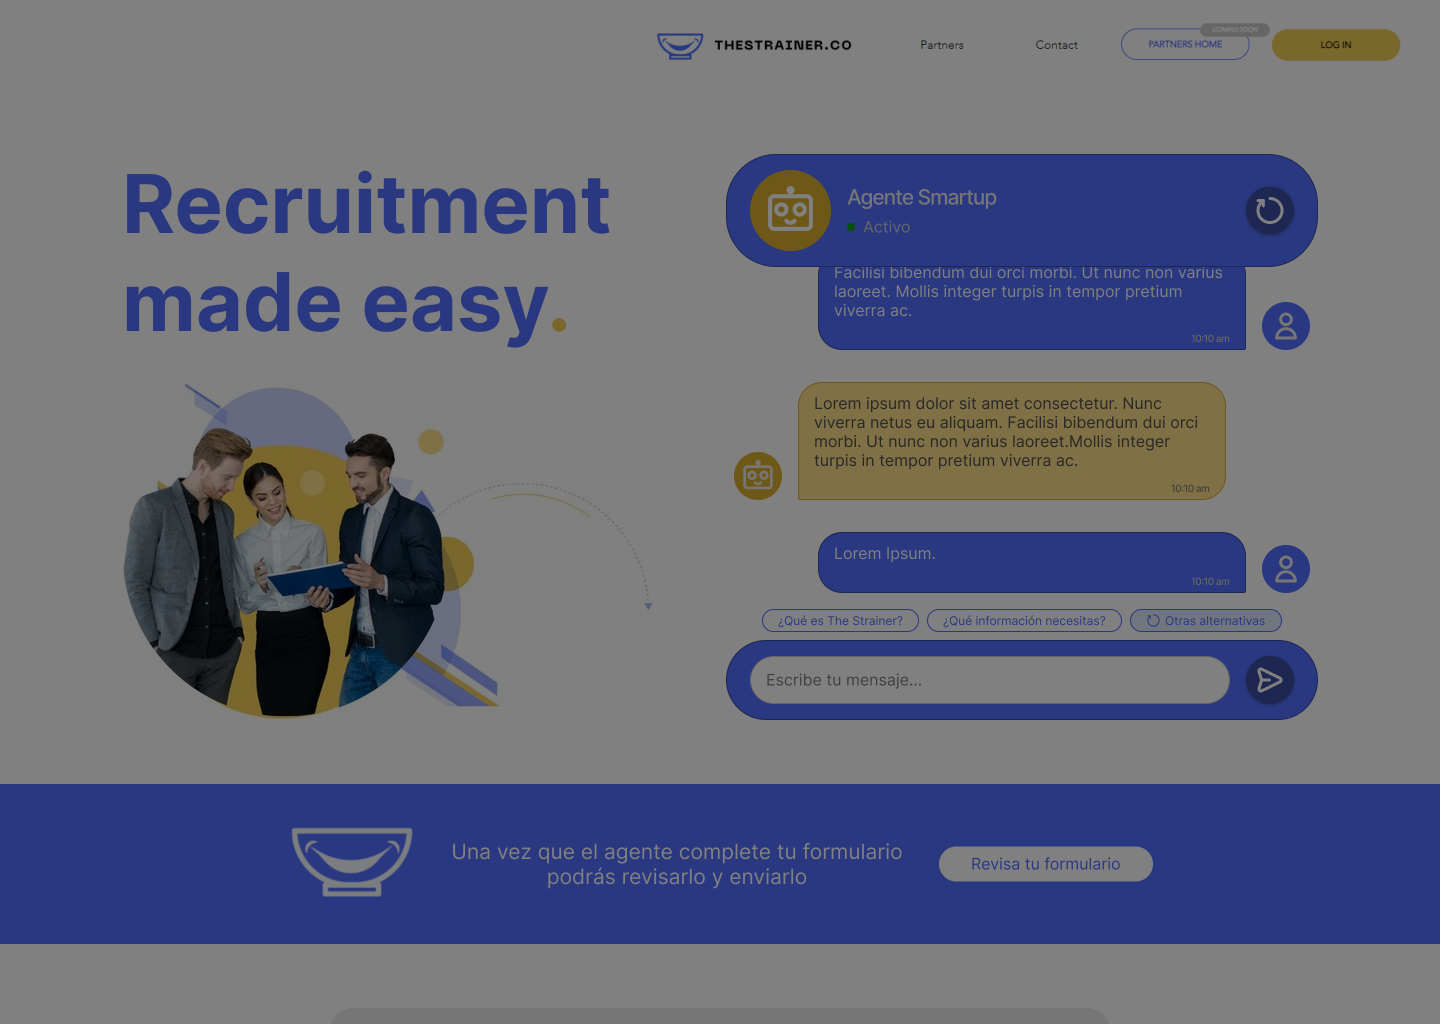 THESTRAINER.CO
Partners
Contact
COMING SOON
PARTNERS HOME
LOG IN
Recruitment
made easy.
Agente Smartup
Activo
Facilisi bibendum dui orci morbi. Ut nunc non varius
laoreet. Mollis integer turpis in tempor pretium
viverra ac.
10:10 am
Lorem ipsum dolor sit amet consectetur. Nunc
viverra netus eu aliquam. Facilisi bibendum dui orci
morbi. Ut nunc non varius laoreet.Mollis integer
turpis in tempor pretium viverra ac.
10:10 am
Lorem Ipsum.
10:10 am
¿Qué es The Strainer?
¿Qué información necesitas?
Otras alternativas
Escribe tu mensaje...
Una vez que el agente complete tu formulario
podrás revisarlo y enviarlo
Revisa tu formulario